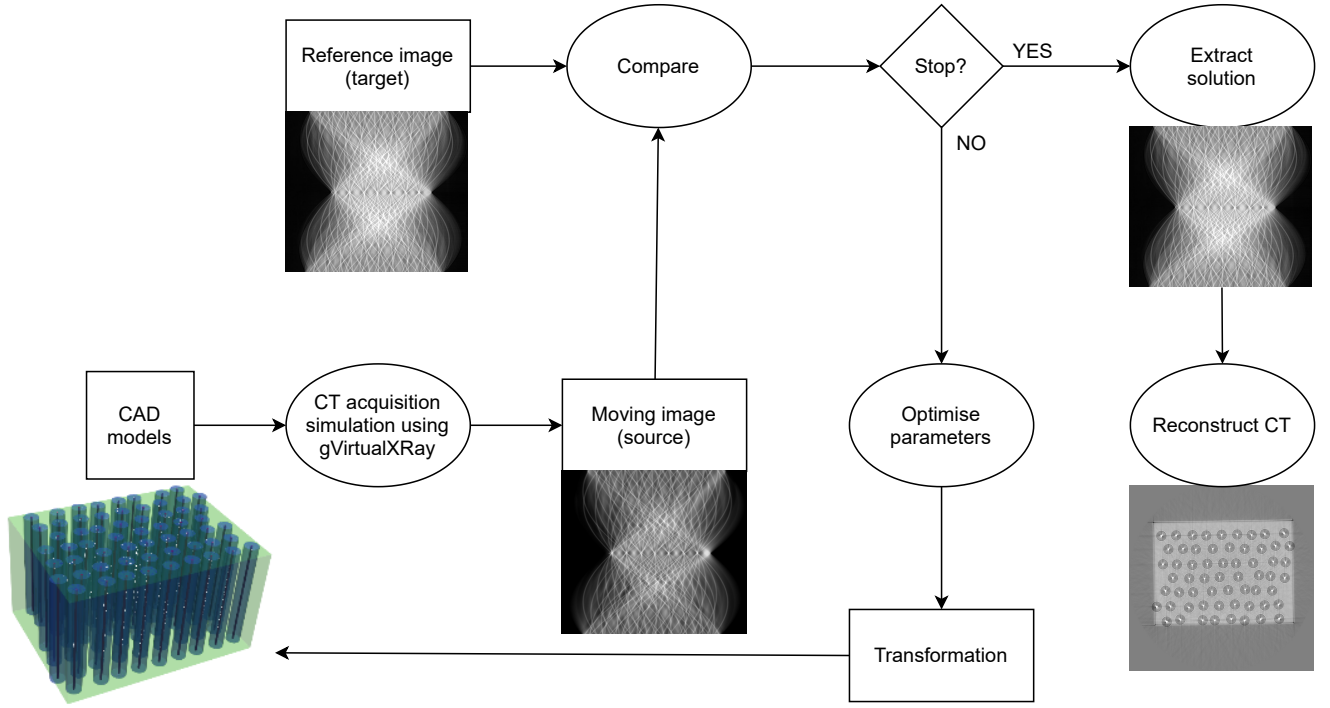 Reference image
(target)
Compare
Stop?
YES
Extract
solution
NO
CAD
models
CT acquisition
simulation using
gVirtualXRay
Moving image
(source)
Optimise
parameters
Reconstruct CT
Transformation